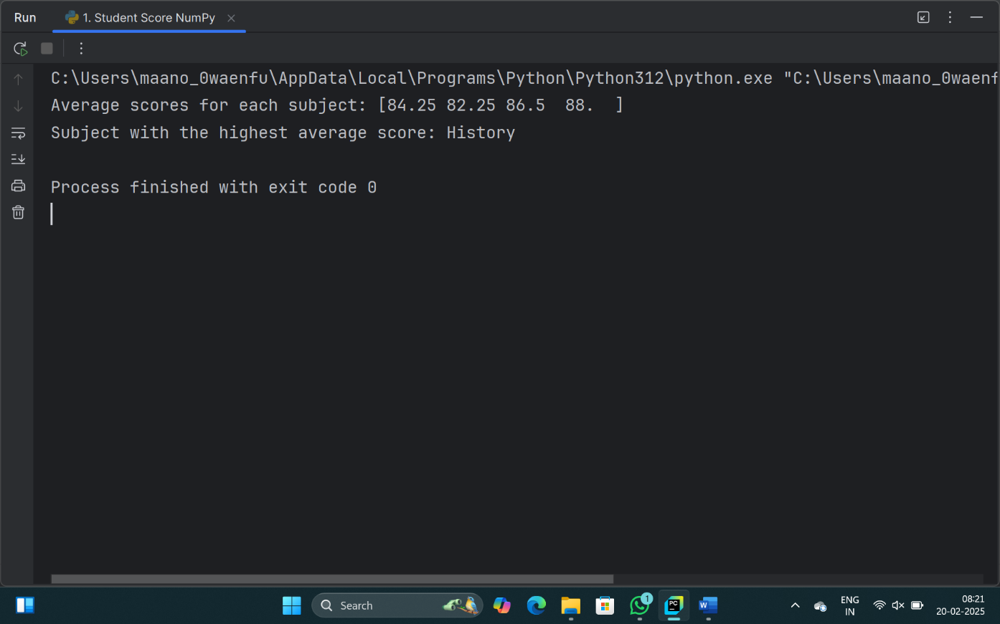 Run
1. Student Score NumPy
C:\Users\maano_0waenfu\AppData\Local\Programs\Python\Python312\python.exe "C:\Users\maano_0waenf
Average scores for each subject: [84.25 82.25 86.5  88.  ]
Subject with the highest average score: History
Process finished with exit code 0
Search
1
PC
W
ENG
IN
08:21
20-02-2025